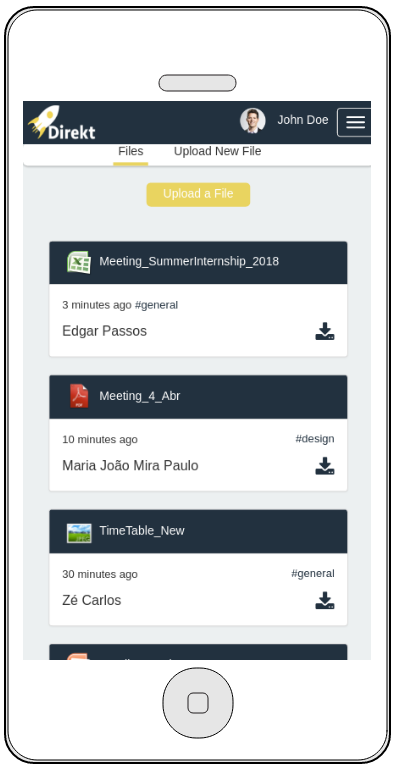 Direkt
John Doe
Files
Upload New File
Upload a File
Meeting_SummerInternship_2018
3 minutes ago #general
Edgar Passos
Meeting_4_Abr
10 minutes ago
#design
Maria João Mira Paulo
TimeTable_New
30 minutes ago
#general
Zé Carlos